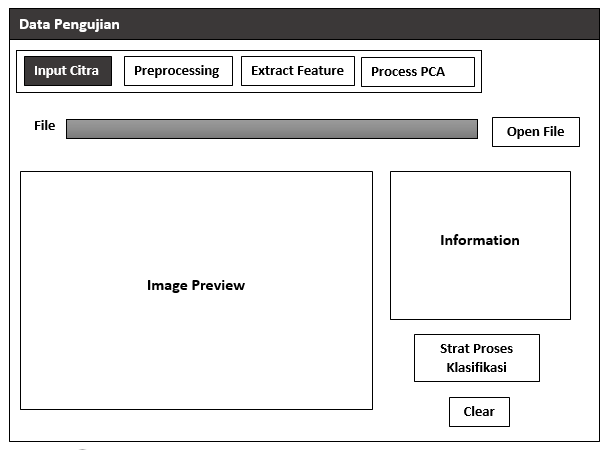 Data Pengujian
Input Citra
Preprocessing
Extract Feature
Process PCA
File
Open File
Image Preview
Information
Strat Proses
Klasifikasi
Clear